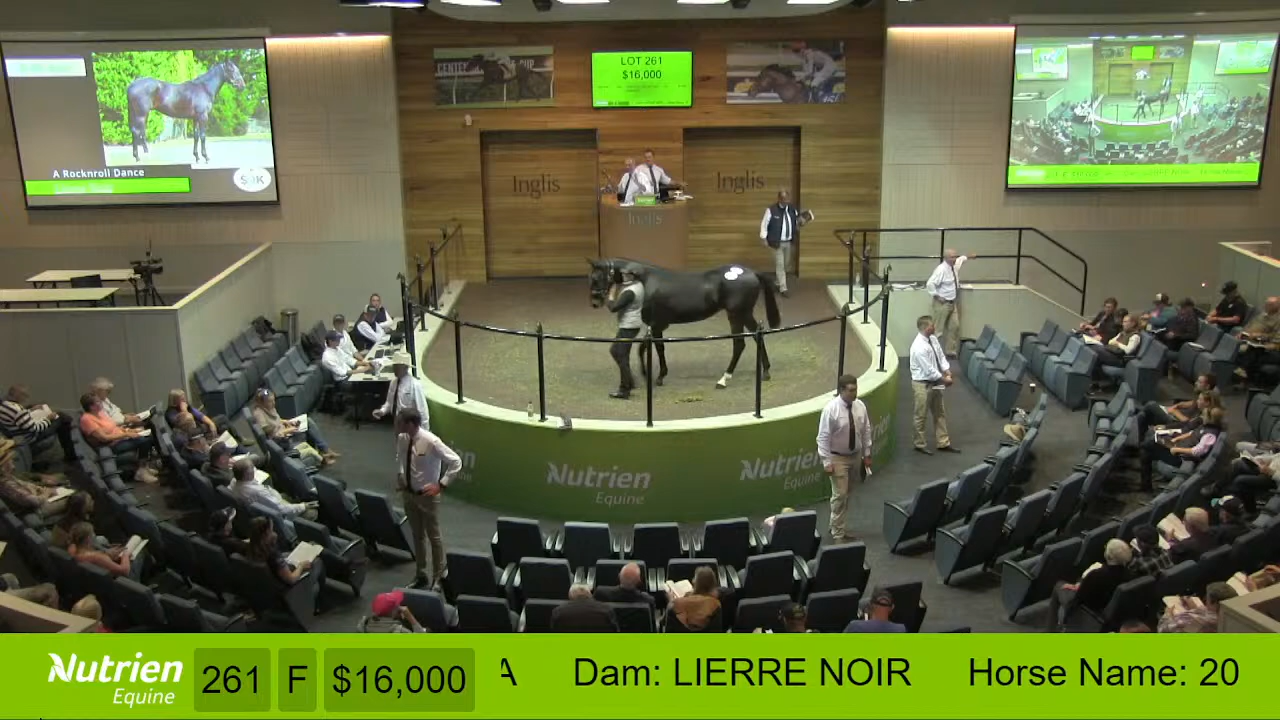 LOT 261
$16,000
A Rocknroll Dance
$9K
Inglis
Inglis
Inglis
Nutrien
Equine
Nutrien
Equine
Nutrien Equine 261 F $16,000 A Dam: LIERRE NOIR Horse Name: 20